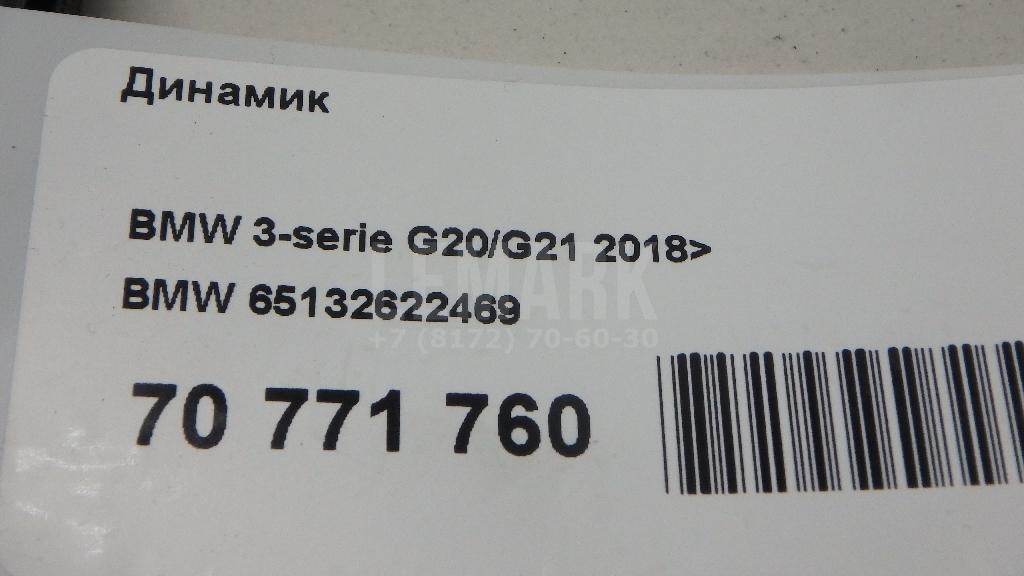 Динамик
BMW 3-serie G20/G21 2018>
BMW 65132622469
LEMARK
+7 (8172) 70-60-30
70 771 760